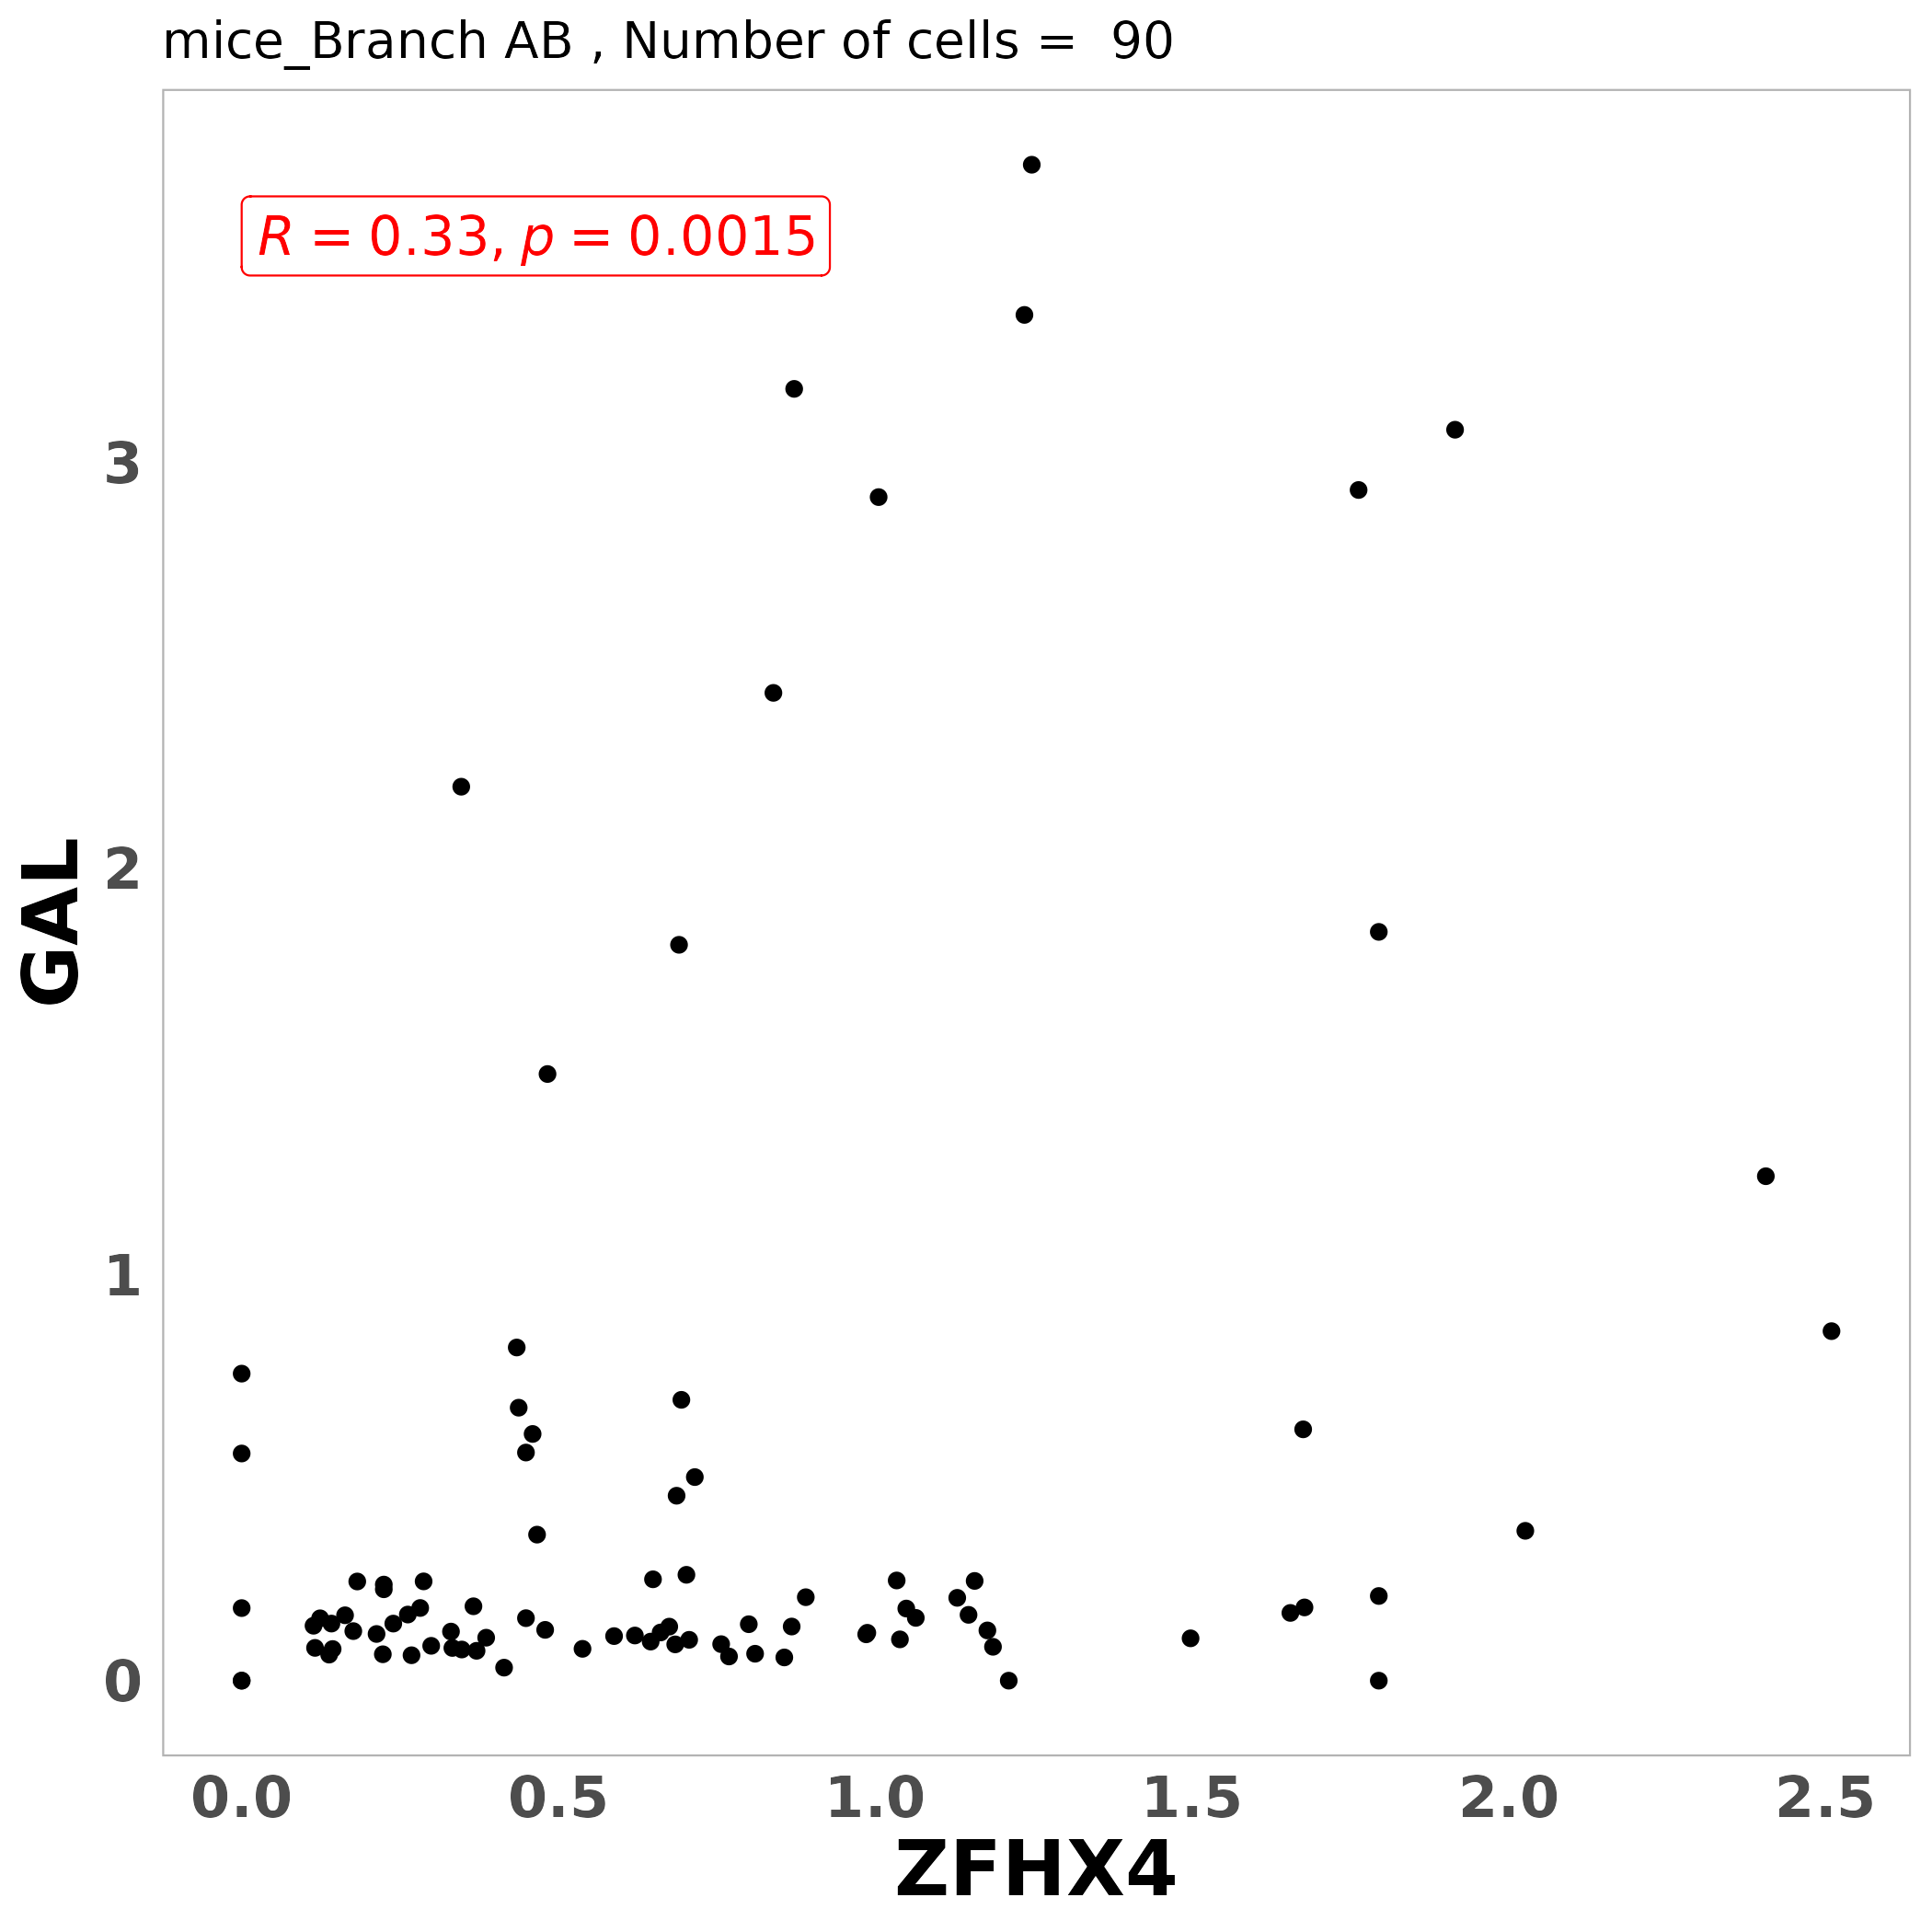 mice_Branch AB , Number of cells =  90
R = 0.33, p = 0.0015
GAL
3
2
1
0
0.0 0.5 1.0 1.5 2.0 2.5
ZFHX4